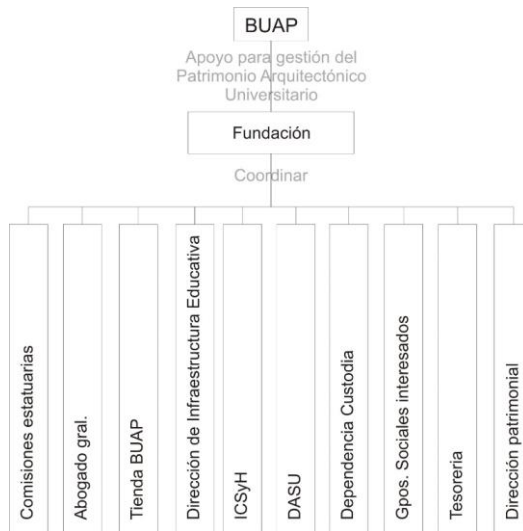 BUAP
Apoyo para gestión del
Patrimonio Arquitectónico
Universitario
Fundación
Coordinar
Comisiones estatuarias
Abogado gral.
Tienda BUAP
Dirección de Infraestructura Educativa
ICSyH
DASU
Dependencia Custodia
Gpos. Sociales interesados
Tesoreria
Dirección patrimonial